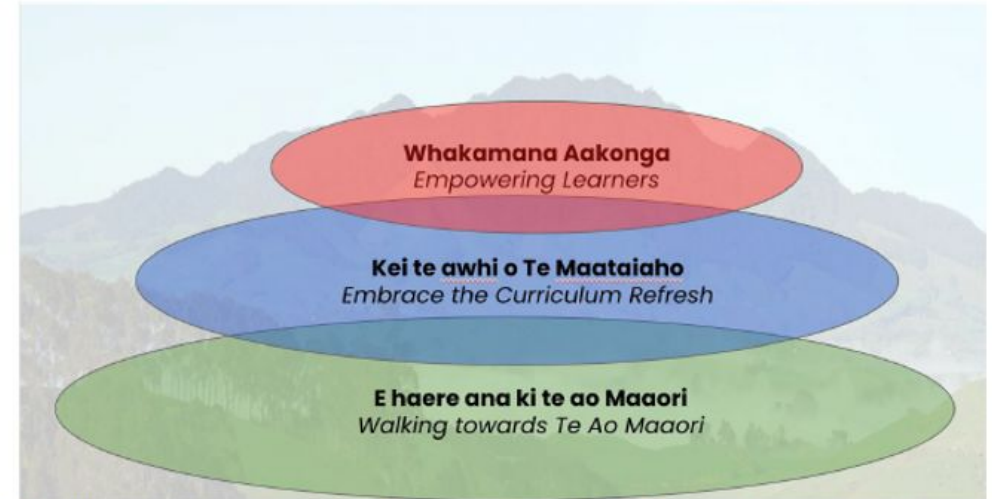 Whakamana Aakonga
Empowering Learners
Kei te awhi o Te Maataiaho
Embrace the Curriculum Refresh
E haere ana ki te ao Maaori
Walking towards Te Ao Maaori